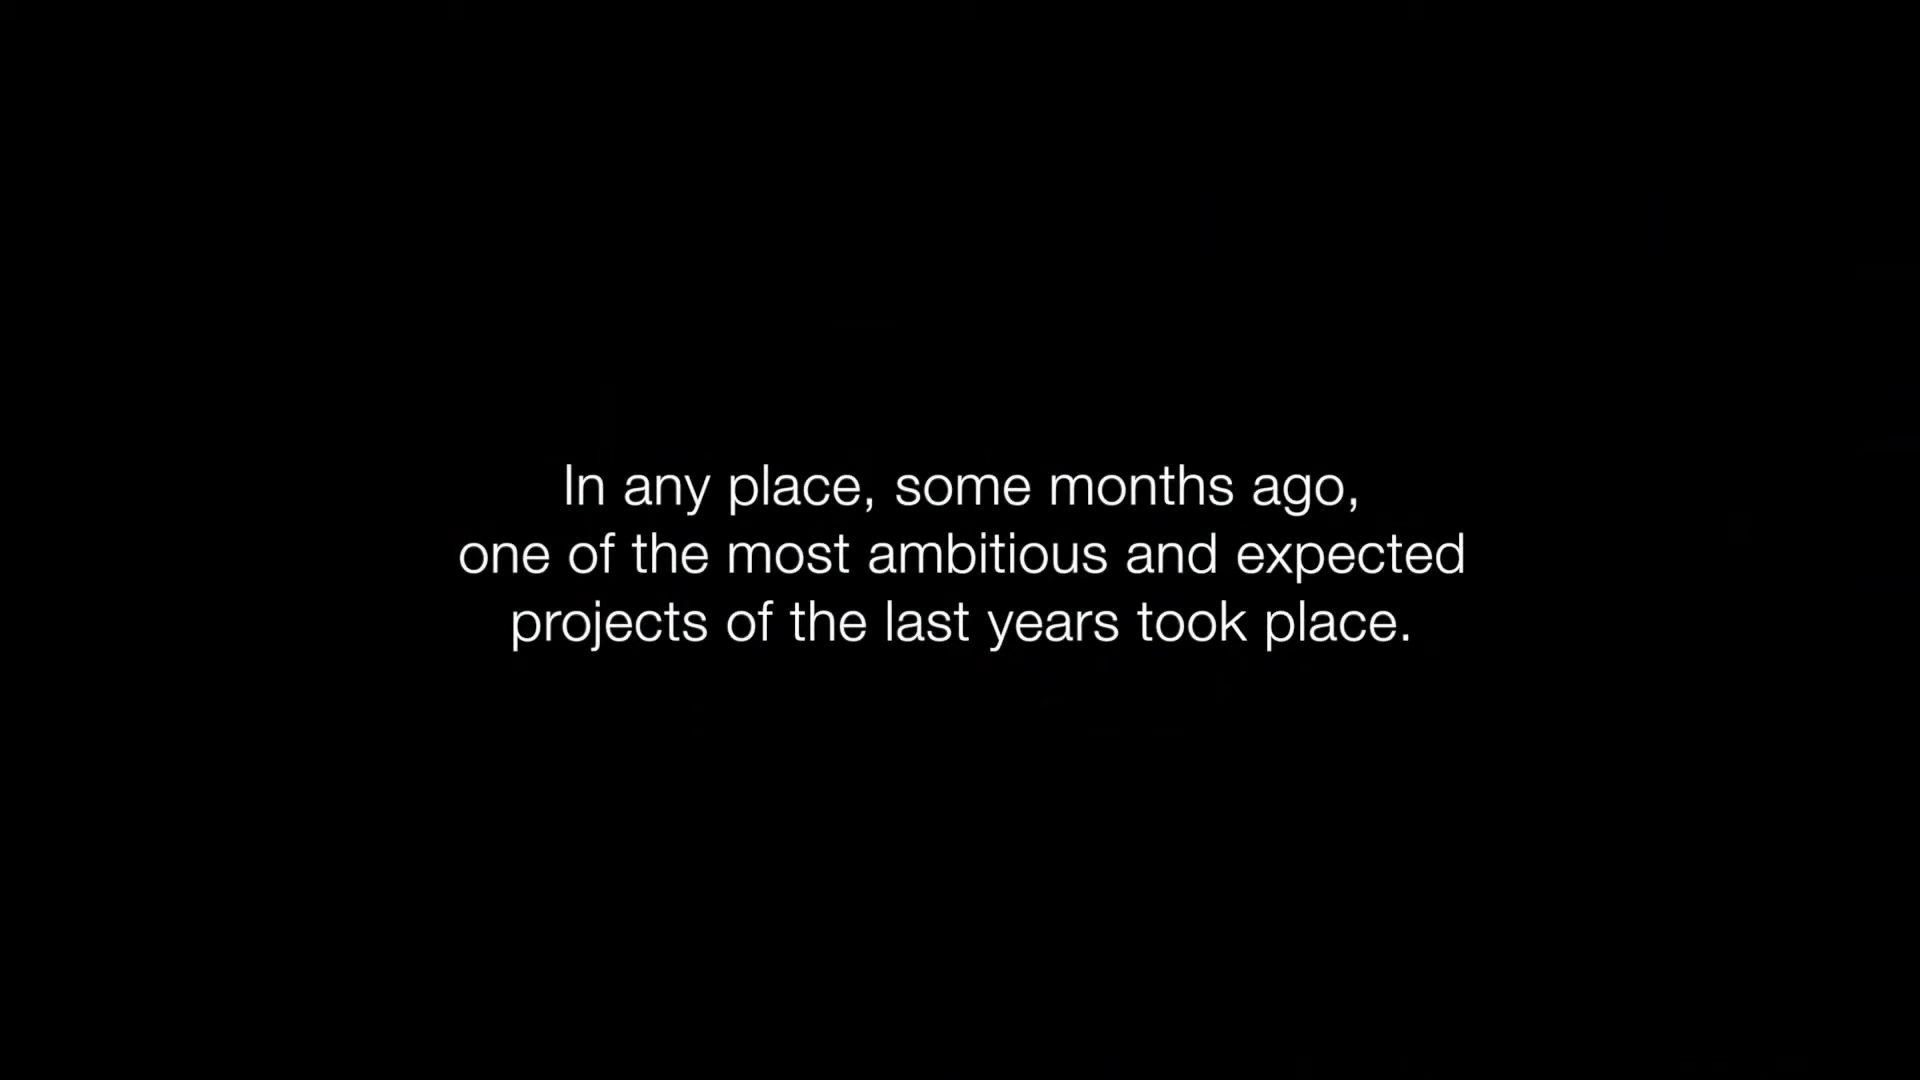 In any place, some months ago,
one of the most ambitious and expected
projects of the last years took place.